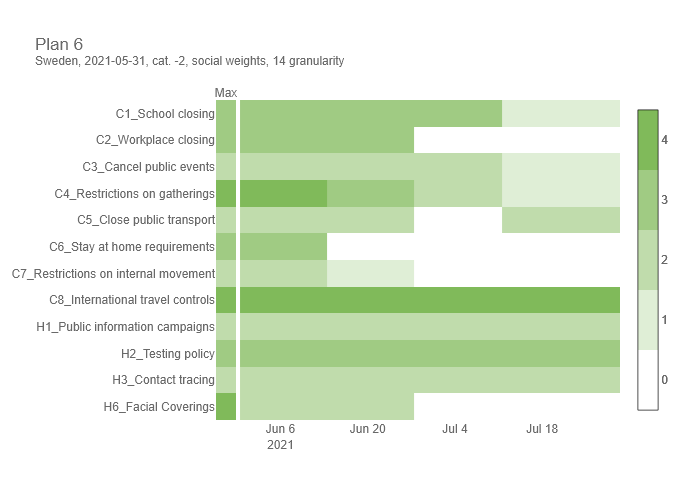 Plan 6
Sweden, 2021-05-31, cat. -2, social weights, 14 granularity
Max
C1_School closing
C2_Workplace closing
C3_Cancel public events
C4_Restrictions on gatherings
C5_Close public transport
C6_Stay at home requirements
C7_Restrictions on internal movement
C8_International travel controls
H1_Public information campaigns
H2_Testing policy
H3_Contact tracing
H6_Facial Coverings
Jun 6 Jun 20 Jul 4 Jul 18
2021
4
3
2
1
0